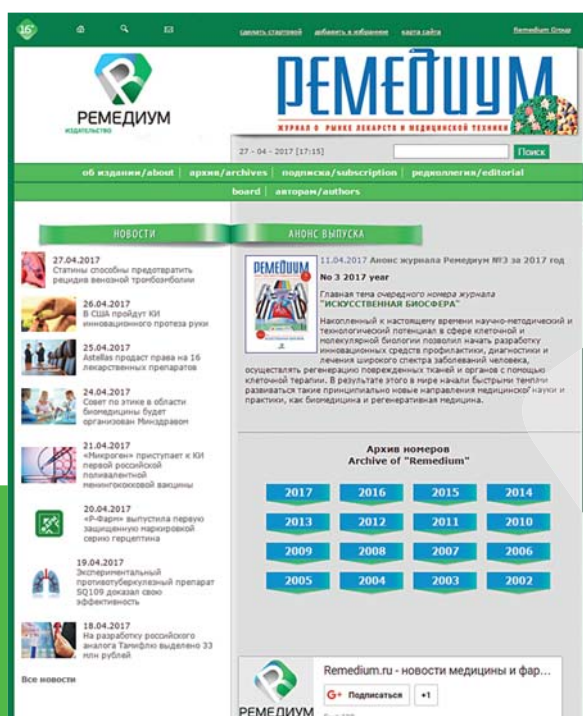 16+
сделать стартовой добавить в избранное карта сайта
Remedium Group
РЕМЕДИУМ
ИЗДАТЕЛЬСТВО
РЕМЕДИУМ
ЖУРНАЛ О РЫНКЕ ЛЕКАРСТВ И МЕДИЦИНСКОЙ ТЕХНИКИ
27 - 04 - 2017 [17:15]
Поиск
об издании/about | архив/archives | подписка/subscription | редколлегия/editorial
board | авторам/authors
НОВОСТИ
27.04.2017
Статины способны предотвратить
рецидив венозной тромбоэмболии
26.04.2017
В США пройдут КИ
инновационного протеза руки
25.04.2017
Astellas продаст права на 16
лекарственных препаратов
24.04.2017
Совет по этике в области
биомедицины будет
организован Минздравом
21.04.2017
«Микроген» приступает к КИ
первой российской
поливалентной
менингококковой вакцины
20.04.2017
«Р-Фарм» выпустила первую
защищенную маркировкой
серию герцептина
19.04.2017
Экспериментальный
противотуберкулезный препарат
SQ109 доказал свою
эффективность
18.04.2017
На разработку российского
аналога Тамифлю выделено 33
млн рублей
Все новости
АНОНС ВЫПУСКА
РЕМЕДИУМ
11.04.2017 Анонс журнала Ремедиум №3 за 2017 год
No 3 2017 year
Главная тема очередного номера журнала
"ИСКУССТВЕННАЯ БИОСФЕРА"
Накопленный к настоящему времени научно-методический и
технологический потенциал в сфере клеточной и
молекулярной биологии позволил начать разработку
инновационных средств профилактики, диагностики и
лечения широкого спектра заболеваний человека,
осуществлять регенерацию поврежденных тканей и органов с помощью
клеточной терапии. В результате этого в мире начали быстрыми темпами
развиваться такие принципиально новые направления медицинской науки и
практики, как биомедицина и регенеративная медицина.
Архив номеров
Archive of "Remedium"
2017 2016 2015 2014
2013 2012 2011 2010
2009 2008 2007 2006
2005 2004 2003 2002
РЕМЕДИУМ
Remedium.ru - новости медицины и фар...
G+ Подписаться +1